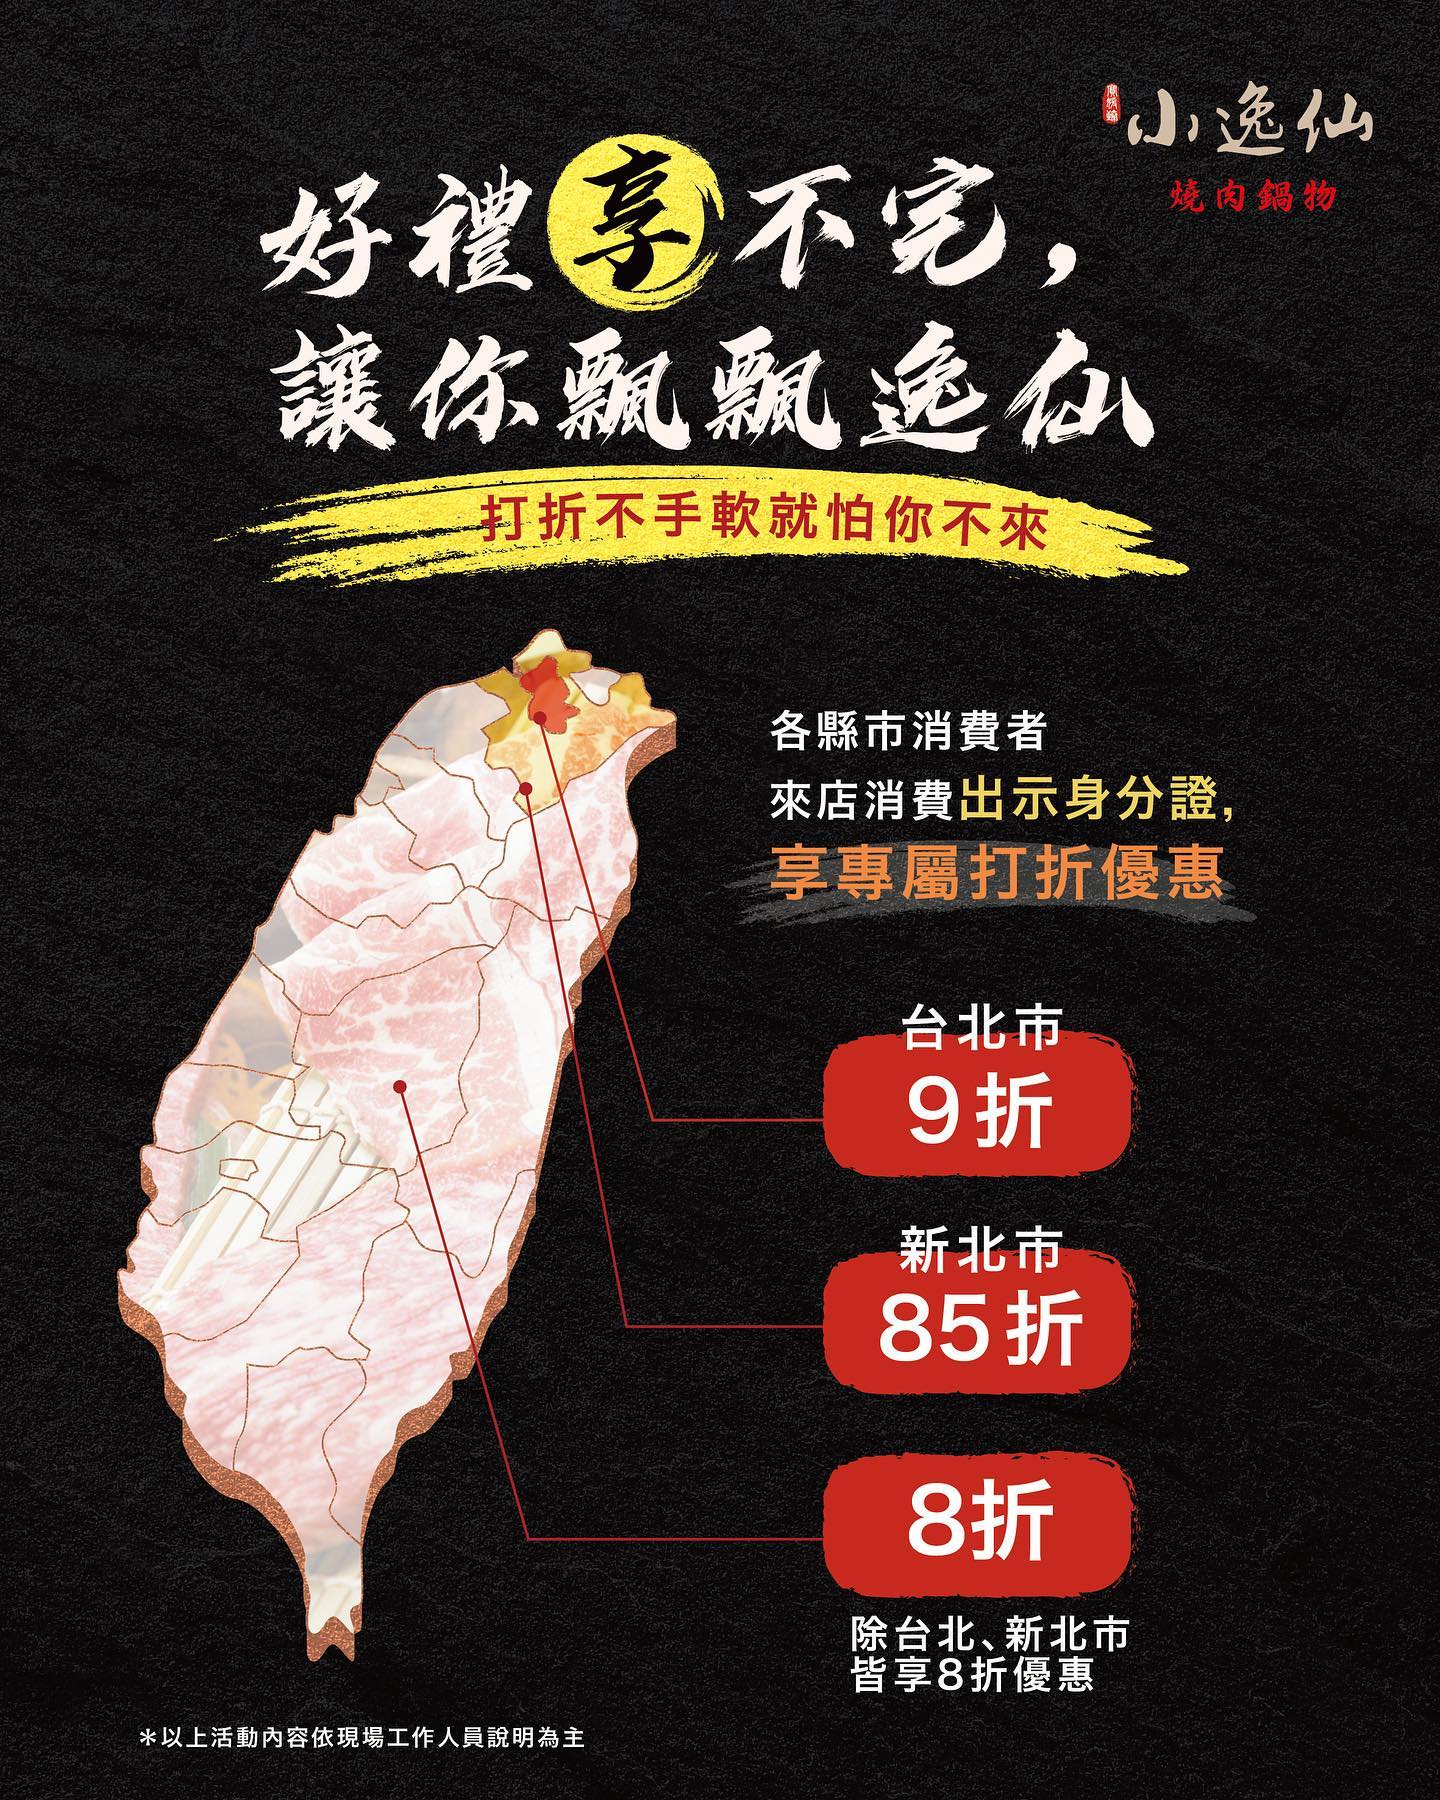 小逸仙
燒肉鍋物
好禮享不完，
讓你飄飄逸仙
打折不手軟就怕你不來
各縣市消費者
來店消費出示身分證，
享專屬打折優惠
台北市
9折
新北市
85折
8折
除台北、新北市
皆享8折優惠
＊以上活動內容依現場工作人員說明為主